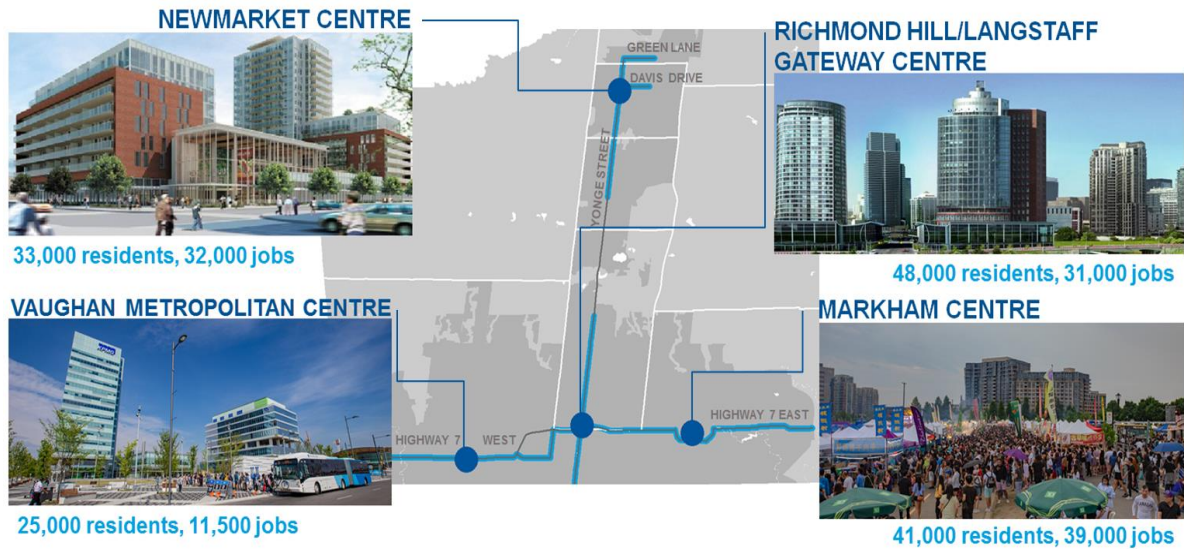 NEWMARKET CENTRE
33,000 residents, 32,000 jobs
RICHMOND HILL/LANGSTAFF
GATEWAY CENTRE
48,000 residents, 31,000 jobs
VAUGHAN METROPOLITAN CENTRE
KPMG
25,000 residents, 11,500 jobs
MARKHAM CENTRE
41,000 residents, 39,000 jobs
GREEN LANE
DAVIS DRIVE
YONGE STREET
HIGHWAY 7 WEST
HIGHWAY 7 EAST